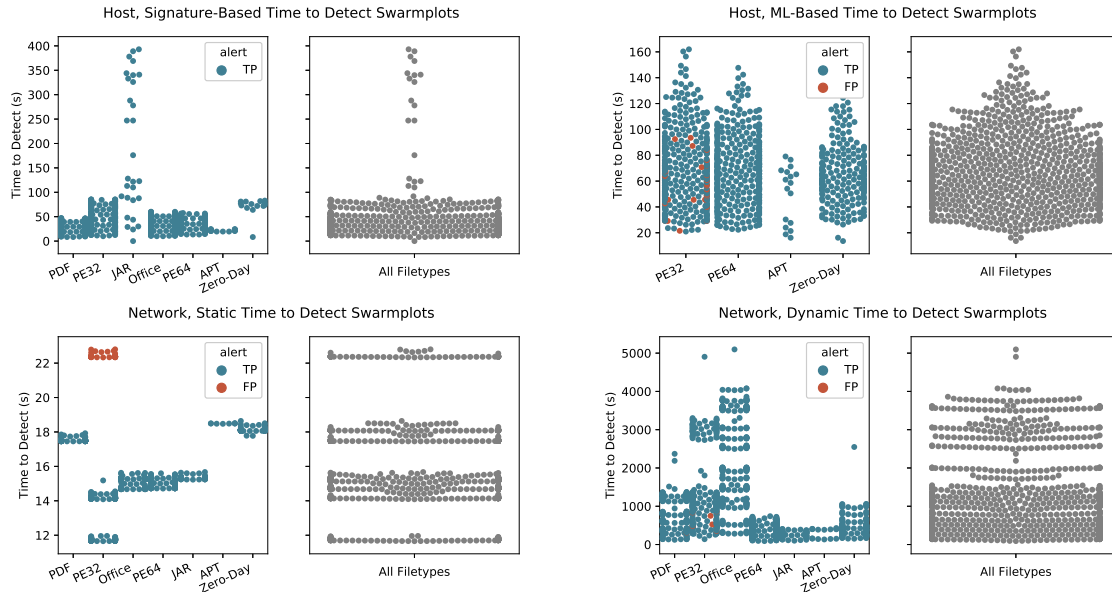 Host, Signature-Based Time to Detect Swarmplots
Time to Detect (s)
400
350
300
250
200
150
100
50
0
alert
TP
PDF
PE32
JAR
Office
PE64
APT
Zero-Day
All Filetypes
Host, ML-Based Time to Detect Swarmplots
Time to Detect (s)
160
140
120
100
80
60
40
20
alert
TP
FP
PE32
PE64
APT
Zero-Day
All Filetypes
Network, Static Time to Detect Swarmplots
Time to Detect (s)
22
20
18
16
14
12
alert
TP
FP
PDF
PE32
Office
PE64
JAR
APT
Zero-Day
All Filetypes
Network, Dynamic Time to Detect Swarmplots
Time to Detect (s)
5000
4000
3000
2000
1000
0
alert
TP
FP
PDF
PE32
Office
PE64
JAR
APT
Zero-Day
All Filetypes